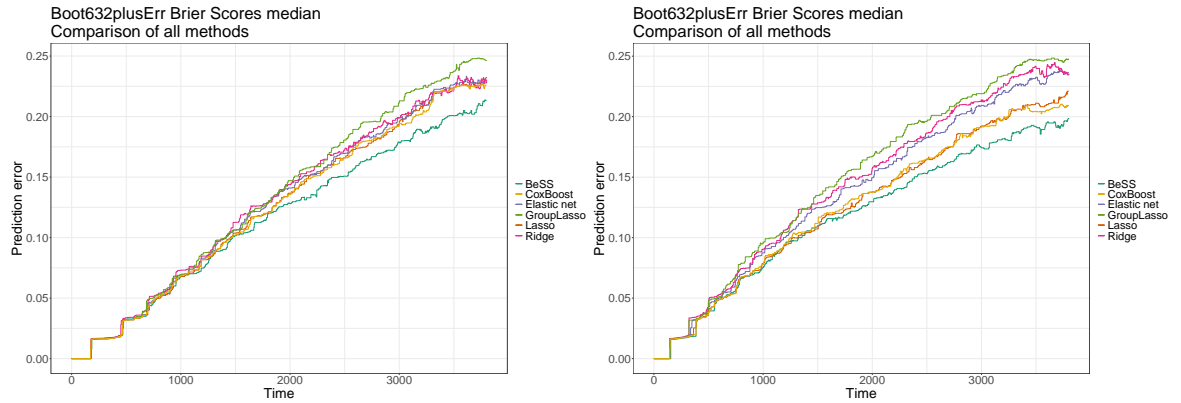 Boot632plusErr Brier Scores median
Comparison of all methods
Prediction error
0.25
0.20
0.15
0.10
0.05
0.00
0
1000
2000
3000
Time
BeSS
CoxBoost
Elastic net
GroupLasso
Lasso
Ridge
Boot632plusErr Brier Scores median
Comparison of all methods
Prediction error
0.25
0.20
0.15
0.10
0.05
0.00
0
1000
2000
3000
Time
BeSS
CoxBoost
Elastic net
GroupLasso
Lasso
Ridge